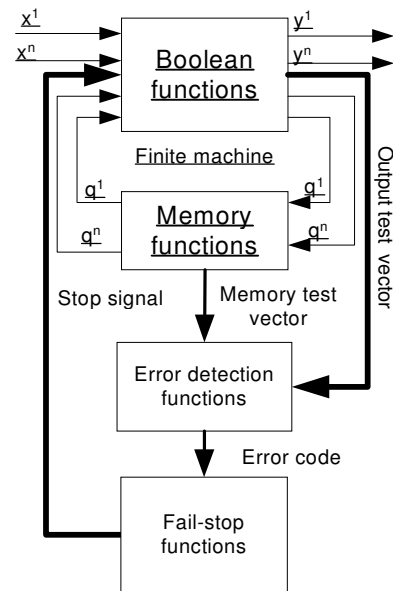 x1
xn
y1
yn
Boolean
functions
Finite machine
q1
q1
qn
qn
Memory
functions
Output test vector
Stop signal
Memory test
vector
Error detection
functions
Error code
Fail-stop
functions